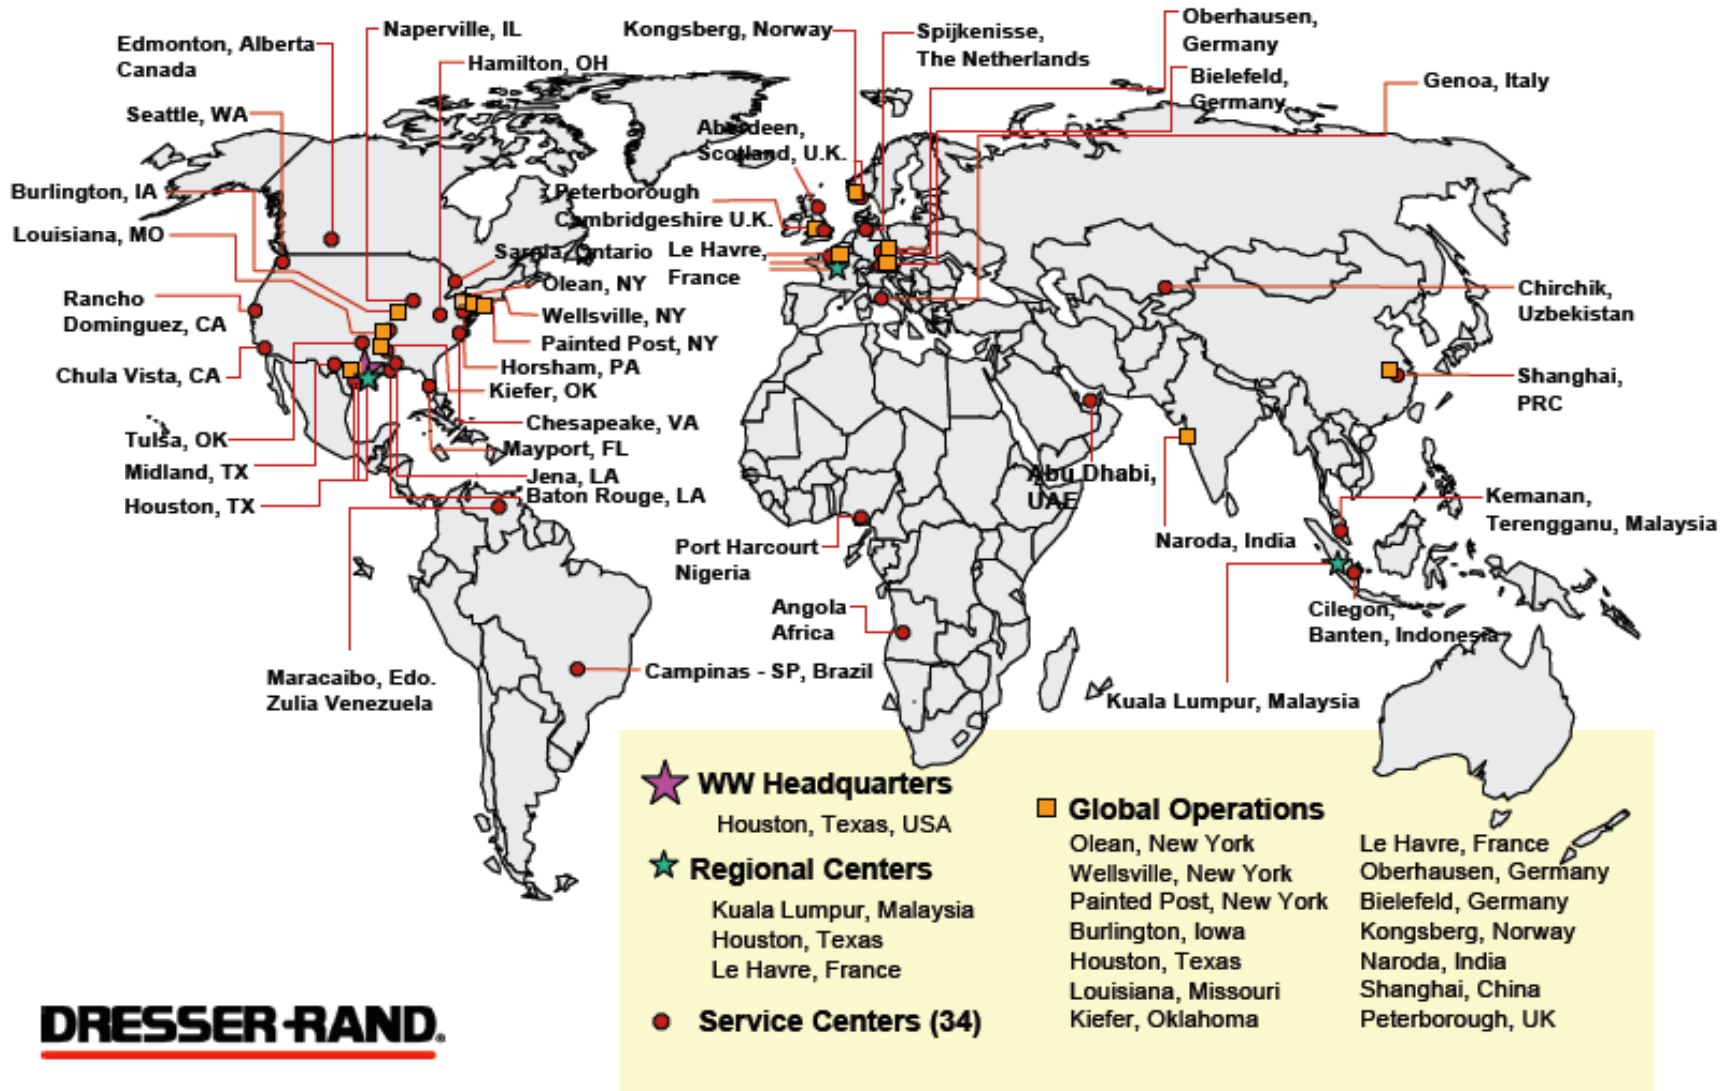 Edmonton, Alberta
Canada
Naperville, IL
Hamilton, OH
Seattle, WA
Burlington, IA
Louisiana, MO
Rancho
Dominguez, CA
Chula Vista, CA
Tulsa, OK
Midland, TX
Houston, TX
Sarnia, Ontario
Olean, NY
Wellsville, NY
Painted Post, NY
Horsham, PA
Kiefer, OK
Chesapeake, VA
Mayport, FL
Jena, LA
Baton Rouge, LA
Maracaibo, Edo.
Zulia Venezuela
Campinas - SP, Brazil
Kongsberg, Norway
Spijkenisse,
The Netherlands
Oberhausen,
Germany
Bielefeld,
Germany
Genoa, Italy
Aberdeen,
Scotland, U.K.
Peterborough
Cambridgeshire U.K.
Le Havre,
France
Port Harcourt
Nigeria
Angola
Africa
Abu Dhabi,
UAE
Naroda, India
Chirchik,
Uzbekistan
Shanghai,
PRC
Kemanan,
Terengganu, Malaysia
Cilegon,
Banten, Indonesia
Kuala Lumpur, Malaysia
WW Headquarters
Houston, Texas, USA
Regional Centers
Kuala Lumpur, Malaysia
Houston, Texas
Le Havre, France
Service Centers (34)
Global Operations
Olean, New York
Wellsville, New York
Painted Post, New York
Burlington, Iowa
Houston, Texas
Louisiana, Missouri
Kiefer, Oklahoma
Le Havre, France
Oberhausen, Germany
Bielefeld, Germany
Kongsberg, Norway
Naroda, India
Shanghai, China
Peterborough, UK
DRESSER-RAND.